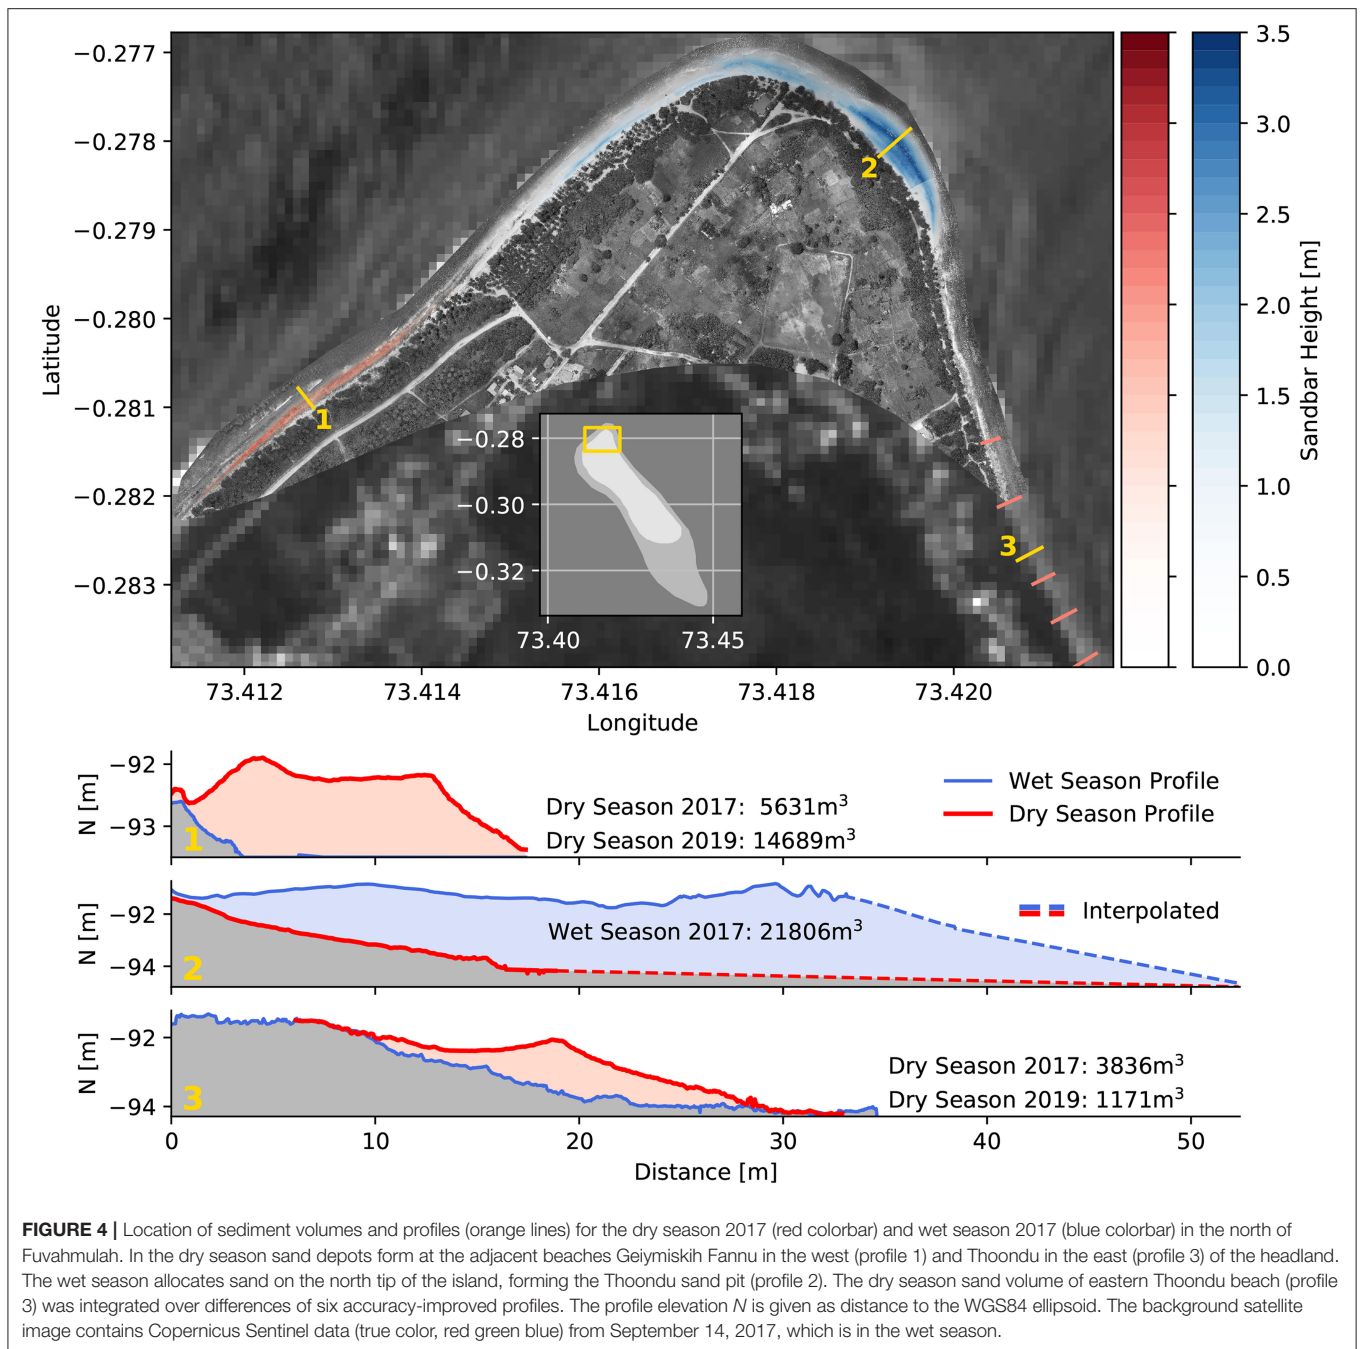 −0.277
−0.278
−0.279
−0.280
−0.281
−0.282
−0.283
Latitude
1
2
3
−0.28
−0.30
−0.32
73.40
73.45
3.5
3.0
2.5
2.0
1.5
1.0
0.5
0.0
Sandbar Height [m]
73.412
73.414
73.416
73.418
73.420
Longitude
−92
−93
N [m]
1
Dry Season 2017: 5631m³
Dry Season 2019: 14689m³
Wet Season Profile
Dry Season Profile
−92
−94
N [m]
2
Wet Season 2017: 21806m³
Interpolated
−92
−94
N [m]
3
Dry Season 2017: 3836m³
Dry Season 2019: 1171m³
0
10
20
30
40
50
Distance [m]
FIGURE 4 | Location of sediment volumes and profiles (orange lines) for the dry season 2017 (red colorbar) and wet season 2017 (blue colorbar) in the north of
Fuvahmulah. In the dry season sand depots form at the adjacent beaches Geiymiskih Fannu in the west (profile 1) and Thoondu in the east (profile 3) of the headland.
The wet season allocates sand on the north tip of the island, forming the Thoondu sand pit (profile 2). The dry season sand volume of eastern Thoondu beach (profile
3) was integrated over differences of six accuracy-improved profiles. The profile elevation N is given as distance to the WGS84 ellipsoid. The background satellite
image contains Copernicus Sentinel data (true color, red green blue) from September 14, 2017, which is in the wet season.